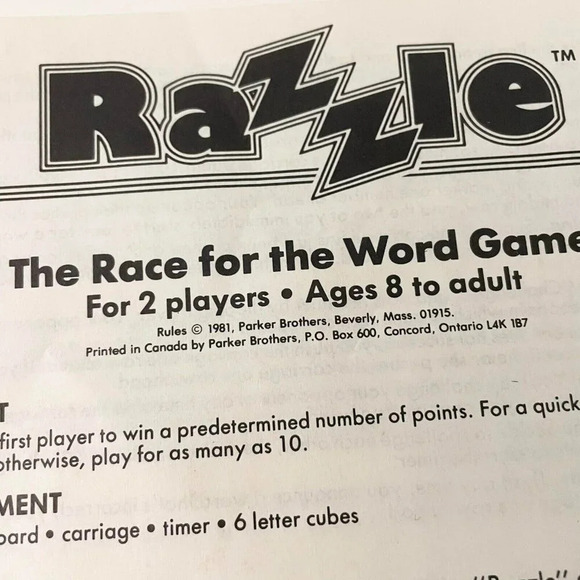 Razzle™
The Race for the Word Game
For 2 players • Ages 8 to adult
Rules © 1981, Parker Brothers, Beverly, Mass. 01915.
Printed in Canada by Parker Brothers, P.O. Box 600, Concord, Ontario L4K 1B7
T
first player to win a predetermined number of points. For a quick
otherwise, play for as many as 10.
MENT
oard • carriage • timer • 6 letter cubes